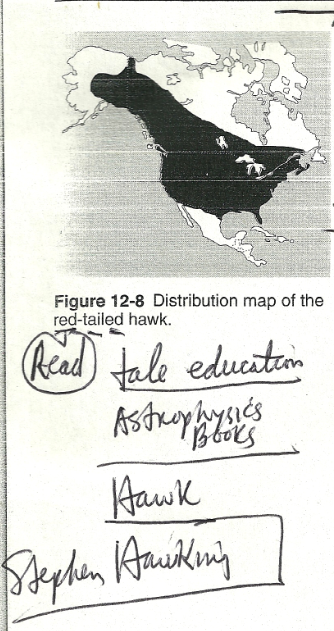 Figure 12-8 Distribution map of the
red-tailed hawk.
Read
tale education
Astrophysics
Books
Hawk
Stephen Hawking